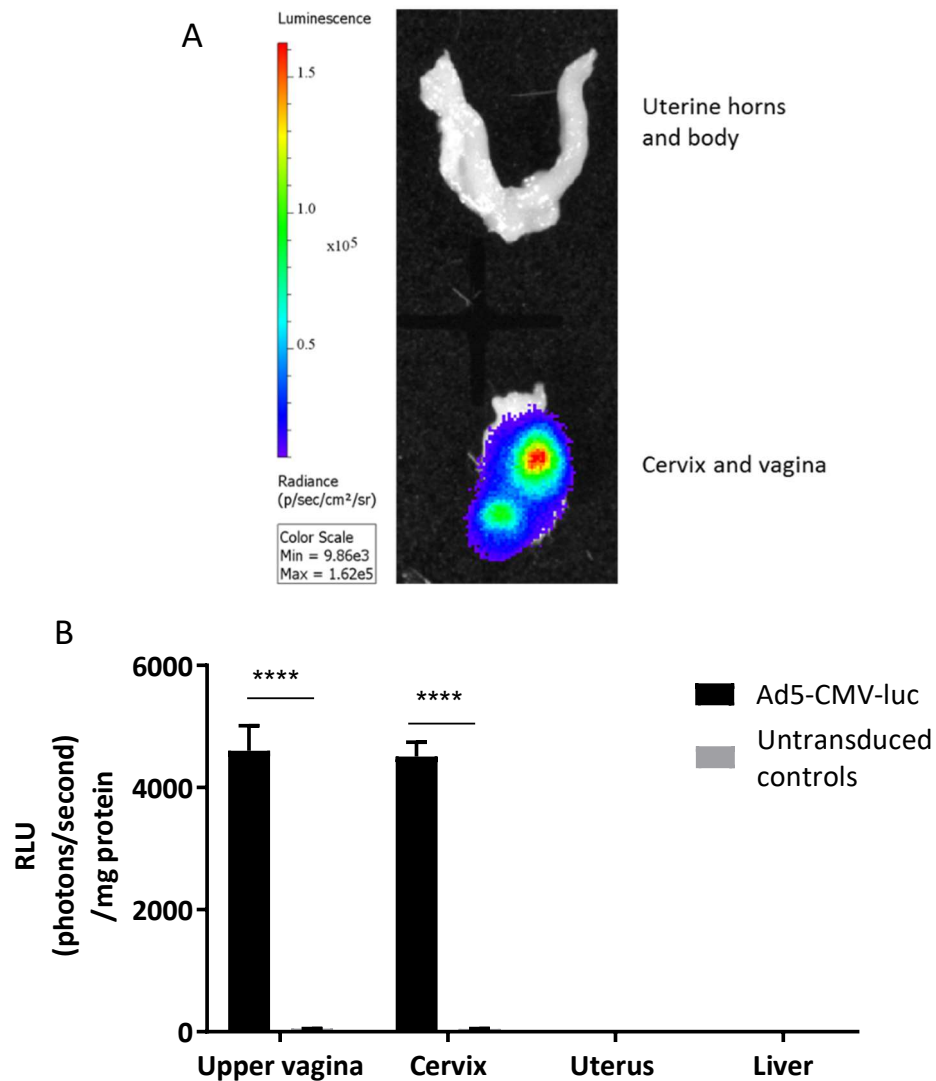 A
Luminescence
1.5
1.0
x10⁵
0.5
Radiance
(p/sec/cm²/sr)
Color Scale
Min = 9.86e3
Max = 1.62e5
Uterine horns
and body
Cervix and vagina
B
RLU
(photons/second)
/mg protein
6000
4000
2000
0
****
****
Upper vagina Cervix Uterus Liver
Ad5-CMV-luc
Untransduced
controls